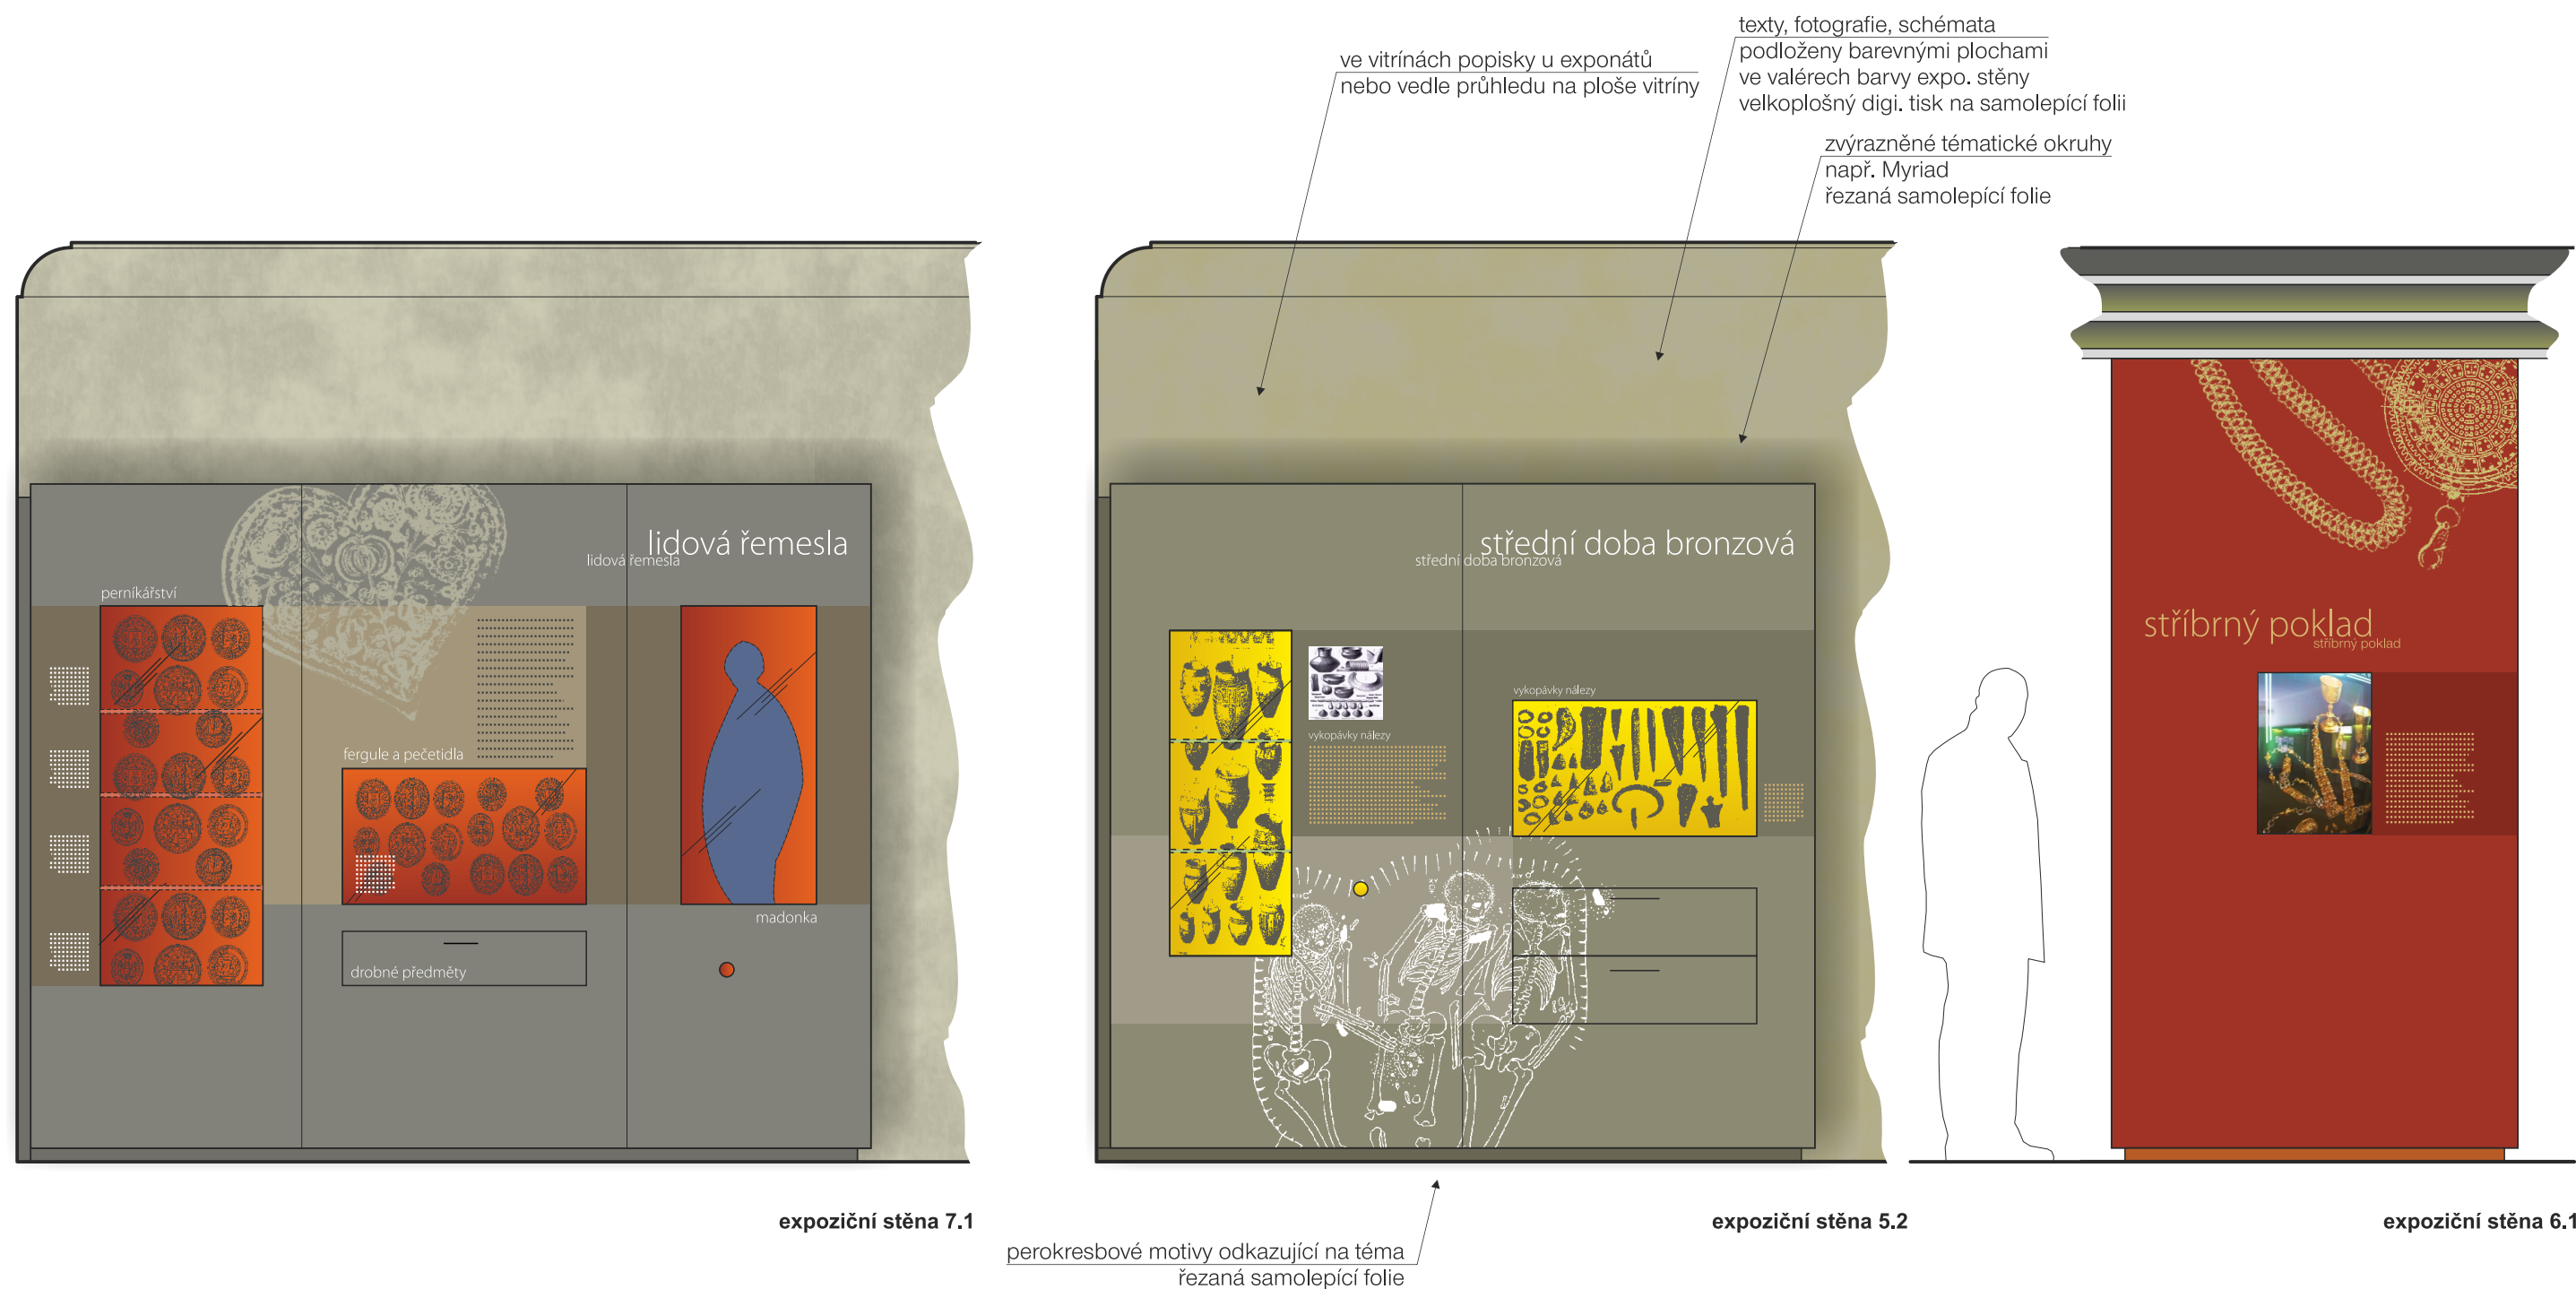 texty, fotografie, schémata
podloženy barevnými plochami
ve valérech barvy expo. stěny
velkoplošný digi. tisk na samolepící folii
ve vitrínách popisky u exponátů
nebo vedle průhledu na ploše vitríny
zvýrazněné tématické okruhy
např. Myriad
řezaná samolepící folie
lidová řemesla
lidová řemesla
perníkářství
fergule a pečetidla
madonka
drobné předměty
střední doba bronzová
střední doba bronzová
vykopávky nálezy
vykopávky nálezy
stříbrný poklad
stříbrný poklad
expoziční stěna 7.1
expoziční stěna 5.2
expoziční stěna 6.1
perokresbové motivy odkazující na téma
řezaná samolepící folie